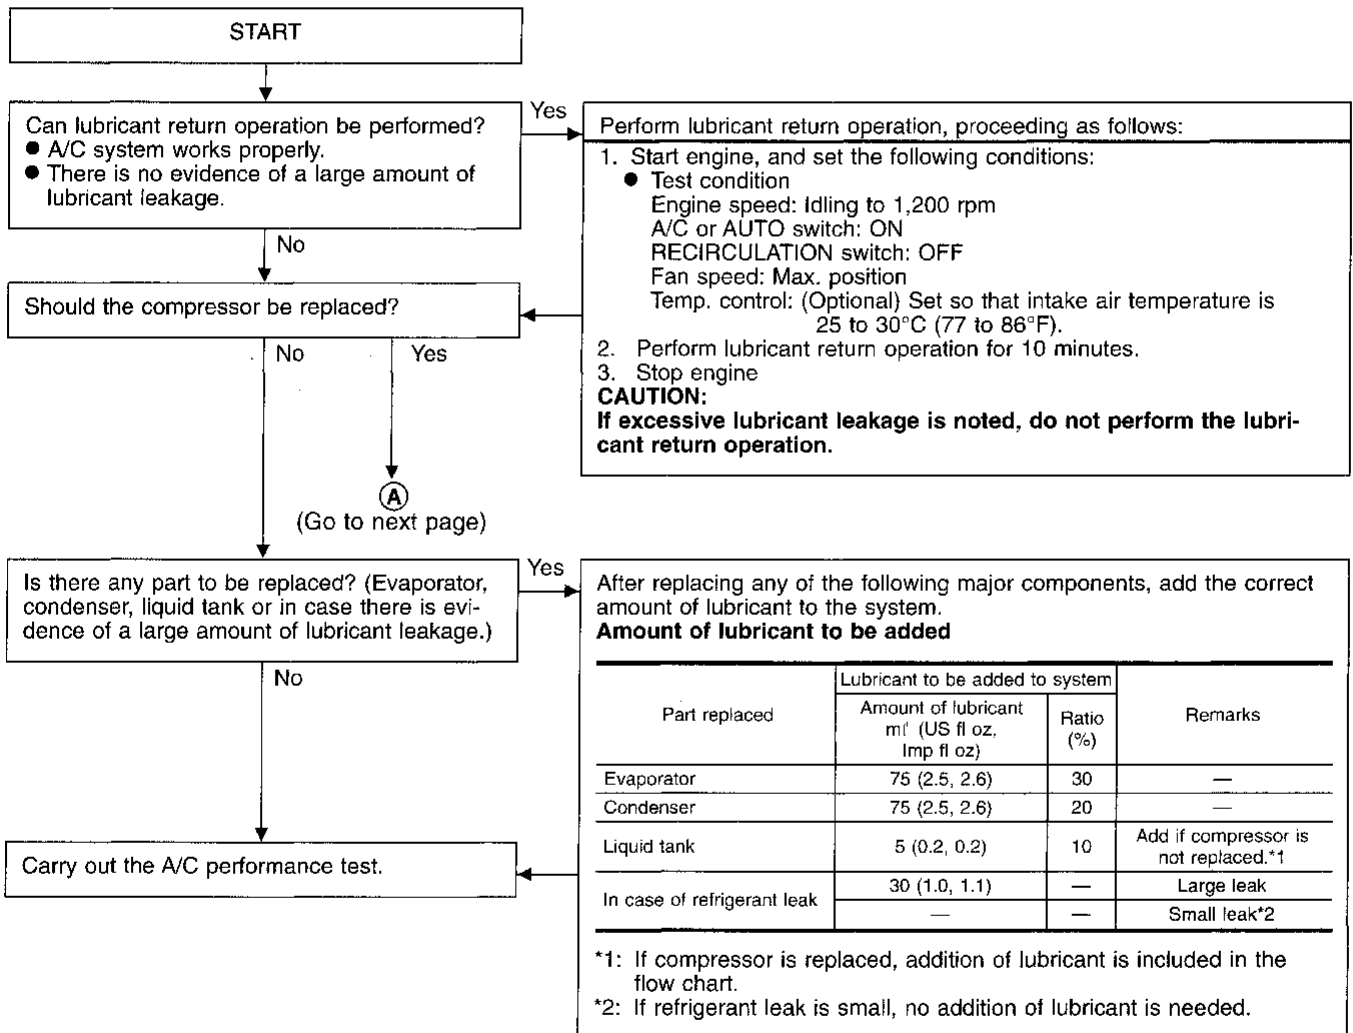 START
Can lubricant return operation be performed?
● A/C system works properly.
● There is no evidence of a large amount of
lubricant leakage.
Yes
No
Perform lubricant return operation, proceeding as follows:
1. Start engine, and set the following conditions:
● Test condition
Engine speed: Idling to 1,200 rpm
A/C or AUTO switch: ON
RECIRCULATION switch: OFF
Fan speed: Max. position
Temp. control: (Optional) Set so that intake air temperature is
25 to 30°C (77 to 86°F).
2. Perform lubricant return operation for 10 minutes.
3. Stop engine
CAUTION:
If excessive lubricant leakage is noted, do not perform the lubri-
cant return operation.
Should the compressor be replaced?
No
Yes
A
(Go to next page)
Is there any part to be replaced? (Evaporator,
condenser, liquid tank or in case there is evi-
dence of a large amount of lubricant leakage.)
Yes
No
After replacing any of the following major components, add the correct
amount of lubricant to the system.
Amount of lubricant to be added
Part replaced
Lubricant to be added to system
Amount of lubricant
(US fl oz,
Imp fl oz)
Ratio
(%)
Remarks
Evaporator 75 (2.5, 2.6) 30 —
Condenser 75 (2.5, 2.6) 20 —
Liquid tank 5 (0.2, 0.2) 10 Add if compressor is
not replaced.*1
In case of refrigerant leak
30 (1.0, 1.1) — Large leak
— — Small leak*2
*1: If compressor is replaced, addition of lubricant is included in the
flow chart.
*2: If refrigerant leak is small, no addition of lubricant is needed.
Carry out the A/C performance test.